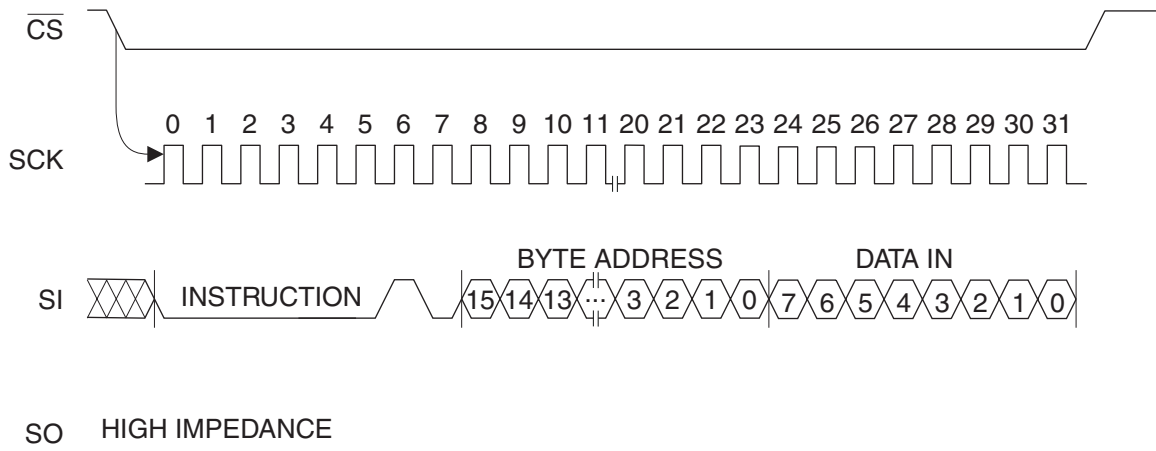 CS
0 1 2 3 4 5 6 7 8 9 10 11 20 21 22 23 24 25 26 27 28 29 30 31
SCK
BYTE ADDRESS DATA IN
SI INSTRUCTION 15 14 13 ... 3 2 1 0 7 6 5 4 3 2 1 0
SO HIGH IMPEDANCE